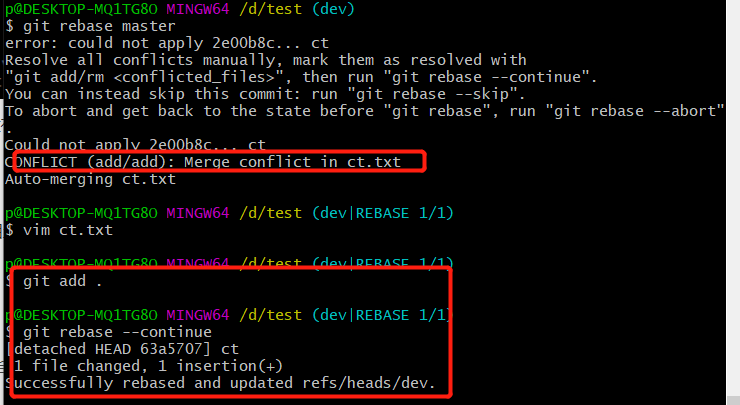 p@DESKTOP-MQ1TG8O MINGW64 /d/test (dev)
$ git rebase master
error: could not apply 2e00b8c... ct
Resolve all conflicts manually, mark them as resolved with
"git add/rm <conflicted_files>", then run "git rebase --continue".
You can instead skip this commit: run "git rebase --skip".
To abort and get back to the state before "git rebase", run "git rebase --abort"
.
Could not apply 2e00b8c... ct
CONFLICT (add/add): Merge conflict in ct.txt
Auto-merging ct.txt
p@DESKTOP-MQ1TG8O MINGW64 /d/test (dev|REBASE 1/1)
$ vim ct.txt
p@DESKTOP-MQ1TG8O MINGW64 /d/test (dev|REBASE 1/1)
$ git add .
p@DESKTOP-MQ1TG8O MINGW64 /d/test (dev|REBASE 1/1)
$ git rebase --continue
[detached HEAD 63a5707] ct
1 file changed, 1 insertion(+)
Successfully rebased and updated refs/heads/dev.